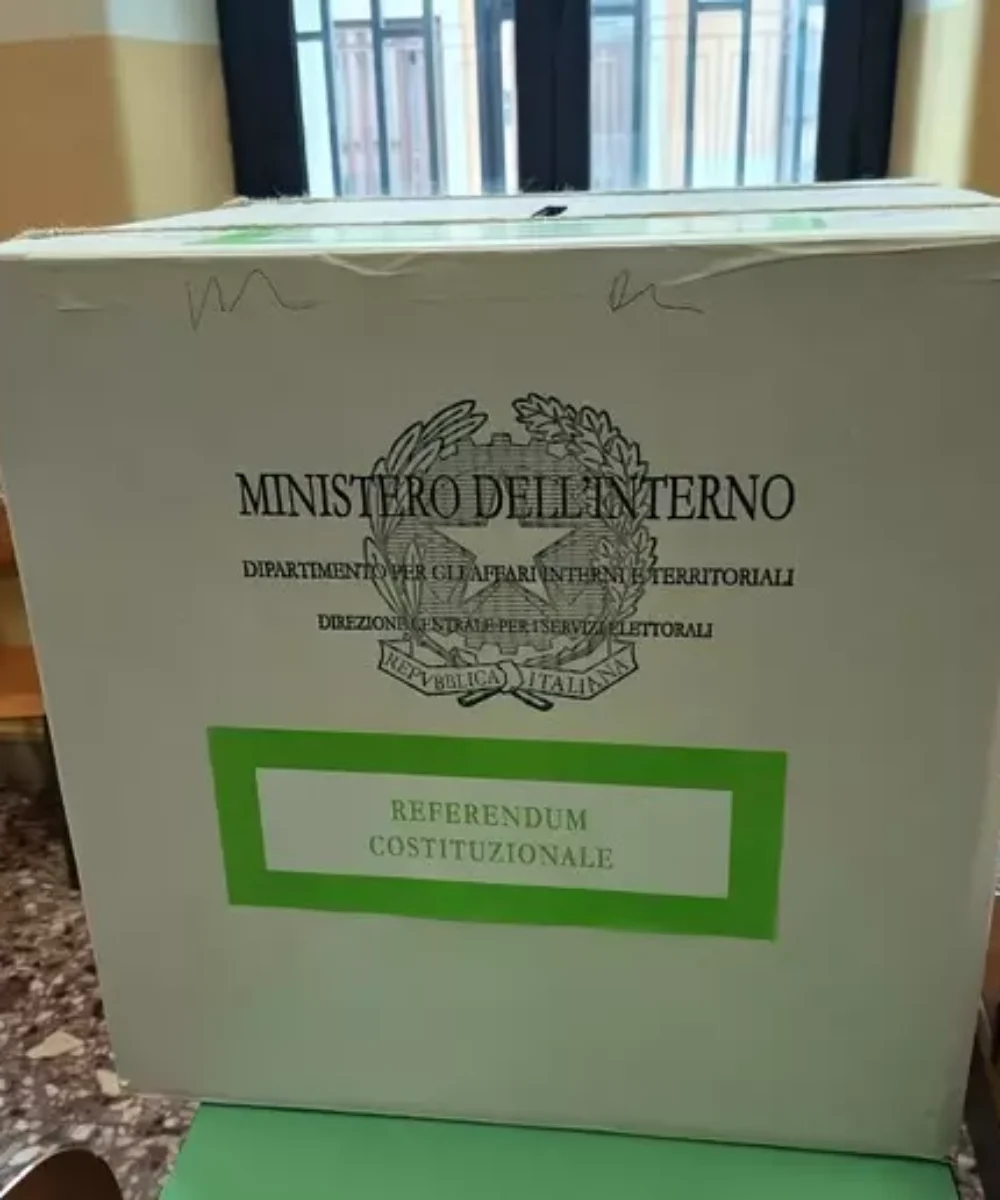 MINISTERO DELL'INTERNO
DIPARTIMENTO PER GLI AFFARI INTERNI E TERRITORIALI
DIREZIONE CENTRALE PER I SERVIZI ELETTORALI
REPVBBLICA ITALIANA
REFERENDUM
COSTITUZIONALE